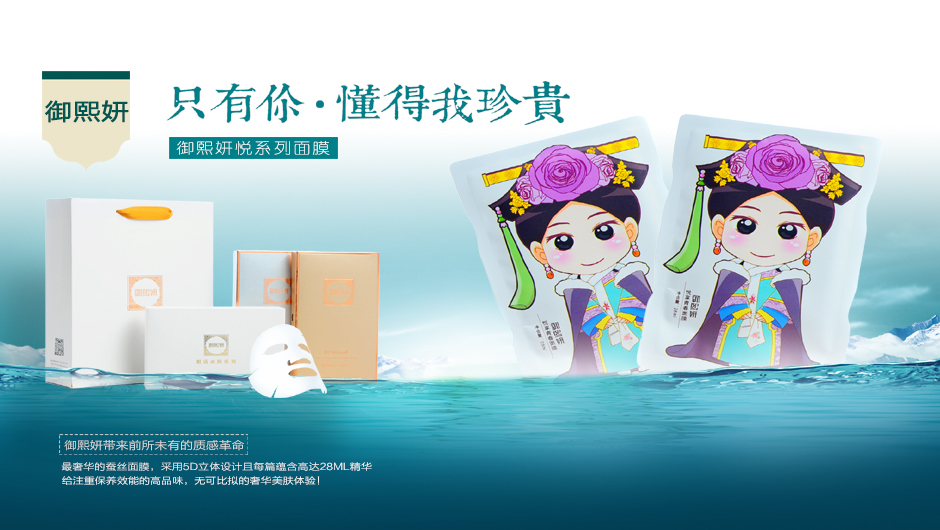 御熙妍
只有你·懂得我珍貴
御熙妍悦系列面膜
御熙妍带来前所未有的质感革命
最奢华的蚕丝面膜，采用5D立体设计且每篇蕴含高达28ML精华
给注重保养效能的高品味，无可比拟的奢华美肤体验！